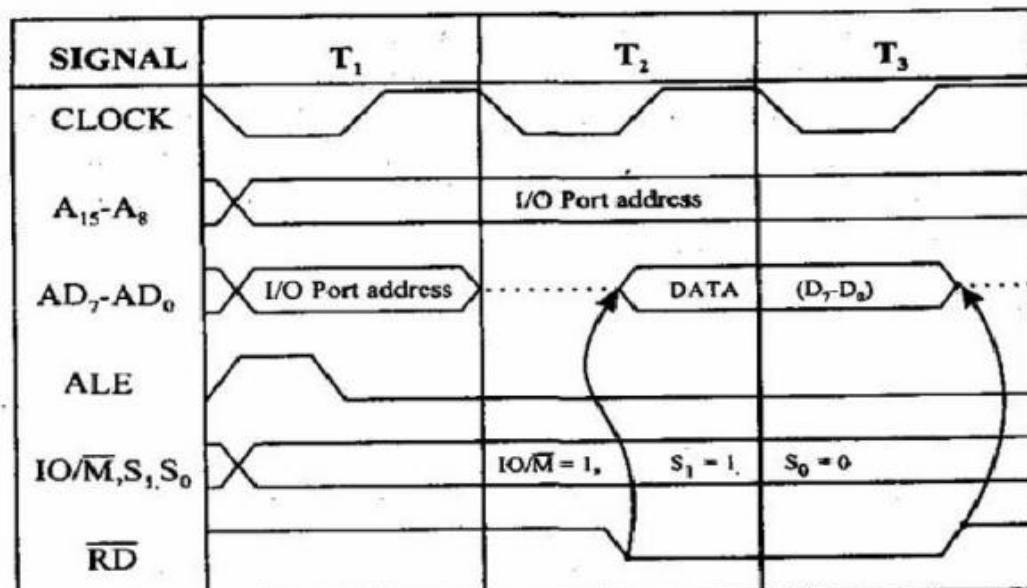 SIGNAL T₁ T₂ T₃
CLOCK
A₁₅-A₈ I/O Port address
AD₇-AD₀ I/O Port address DATA (D₇-D₀)
ALE
IO/M̅,S₁,S₀ IO/M̅ = 1, S₁ = 1, S₀ = 0
R̅D̅